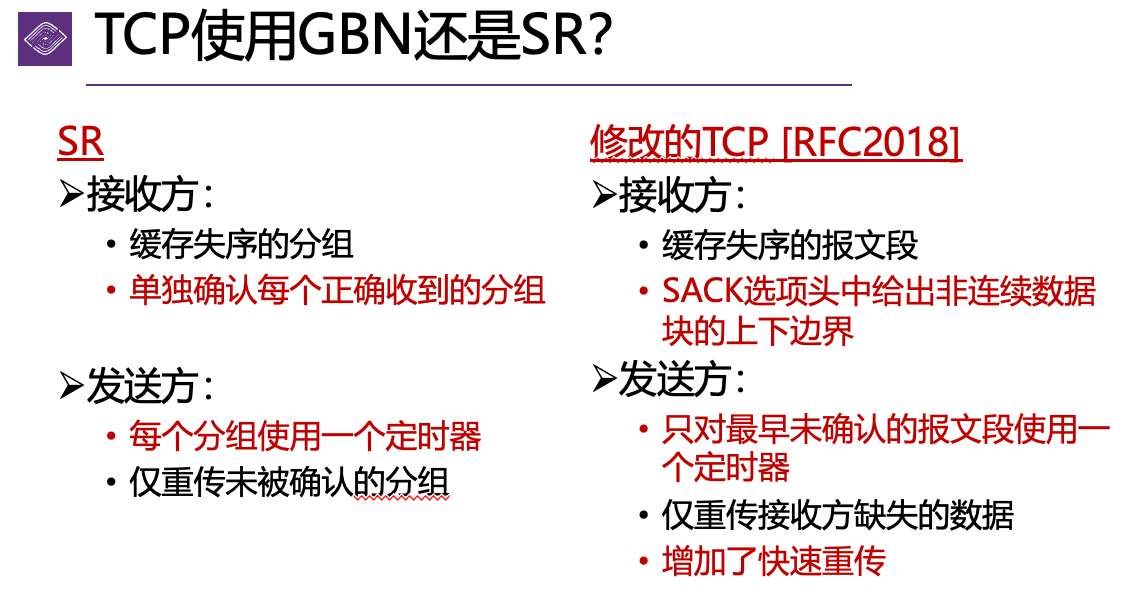 TCP使用GBN还是SR？
SR
➢接收方：
• 缓存失序的分组
• 单独确认每个正确收到的分组
➢发送方：
• 每个分组使用一个定时器
• 仅重传未被确认的分组
修改的TCP [RFC2018]
➢接收方：
• 缓存失序的报文段
• SACK选项头中给出非连续数据
块的上下边界
➢发送方：
• 只对最早未确认的报文段使用一
个定时器
• 仅重传接收方缺失的数据
• 增加了快速重传